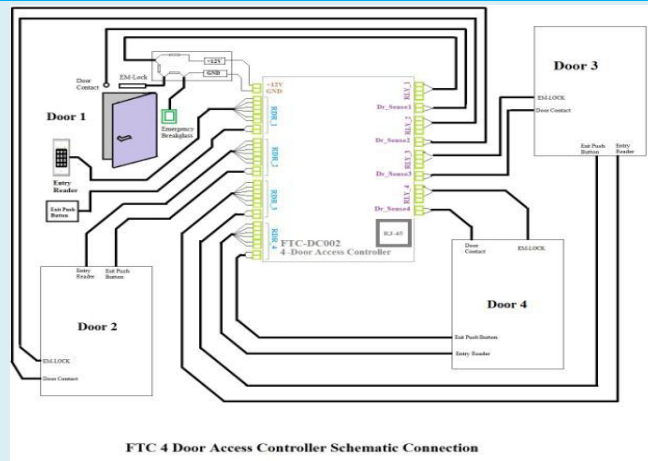 Door 3
EM-LOCK
Door Contact
Exit Push
Button
Entry
Reader
+12V
GND
Door
Contact
EM-Lock
Door 1
Emergency
Breakglass
Entry
Reader
Exit Push
Button
+12V
GND
RDR_1
RDR_2
RDR_3
RDR_4
RLY_1
Dr_Sense1
RLY_2
Dr_Sense2
RLY_3
Dr_Sense3
RLY_4
Dr_Sense4
RJ-45
FTC-DC002
4 -Door Access Controller
Entry
Reader
Exit Push
Button
Door 2
EM-LOCK
Door Contact
Door
Contact
EM-LOCK
Door 4
Exit Push Button
Entry Reader
FTC 4 Door Access Controller Schematic Connection